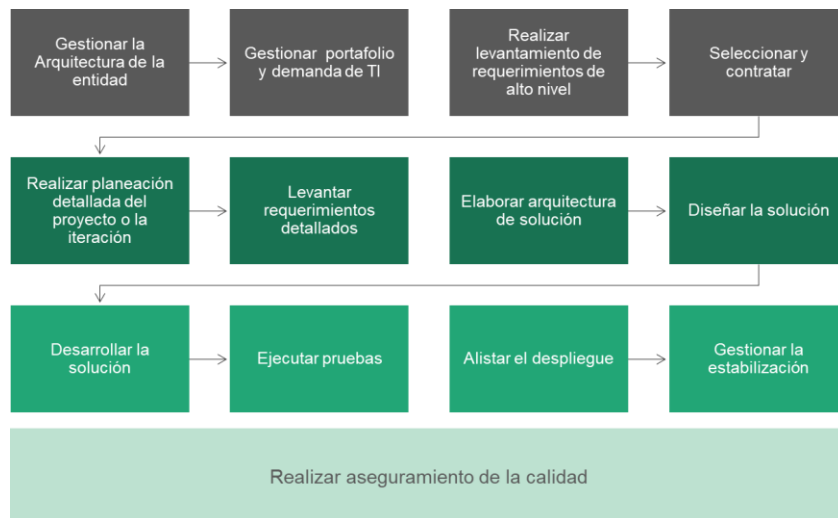 Gestionar la
Arquitectura de la
entidad
Gestionar portafolio
y demanda de TI
Realizar
levantamiento de
requerimientos de
alto nivel
Seleccionar y
contratar
Realizar planeación
detallada del
proyecto o la
iteración
Levantar
requerimientos
detallados
Elaborar arquitectura
de solución
Diseñar la solución
Desarrollar la
solución
Ejecutar pruebas
Alistar el despliegue
Gestionar la
estabilización
Realizar aseguramiento de la calidad